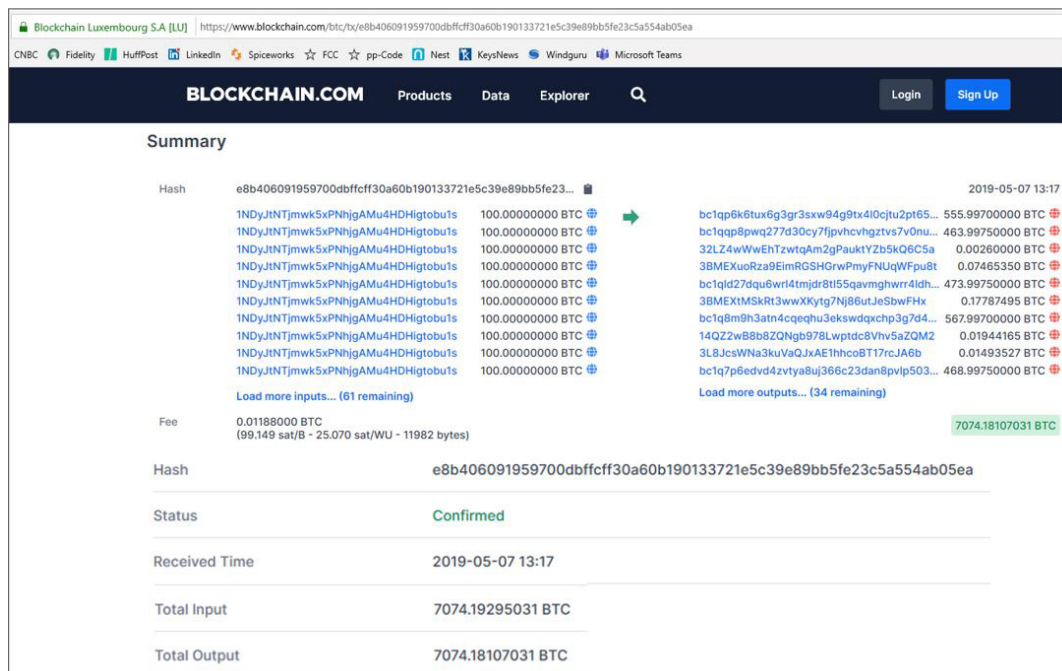 Blockchain Luxembourg S.A [LU] https://www.blockchain.com/btc/tx/e8b406091959700dbffcff30a60b190133721e5c39e89bb5fe23c5a554ab05ea
CNBC Fidelity HuffPost LinkedIn Spiceworks FCC pp-Code Nest KeysNews Windguru Microsoft Teams
BLOCKCHAIN.COM Products Data Explorer Login Sign Up
Summary
Hash e8b406091959700dbffcff30a60b190133721e5c39e89bb5fe23... 2019-05-07 13:17
1NDyJtNTjmwk5xPNhjgAMu4HDHigtobu1s 100.00000000 BTC bc1qp6k6tux6g3gr3sxw94g9tx4l0cjtu2pt65... 555.99700000 BTC
1NDyJtNTjmwk5xPNhjgAMu4HDHigtobu1s 100.00000000 BTC bc1qqp8pwq277d30cy7fjpvhcvhgztvs7v0nu... 463.99750000 BTC
1NDyJtNTjmwk5xPNhjgAMu4HDHigtobu1s 100.00000000 BTC 32LZ4wWwEhTzwtqAm2gPauktYZb5kQ6C5a 0.00260000 BTC
1NDyJtNTjmwk5xPNhjgAMu4HDHigtobu1s 100.00000000 BTC 3BMEXuoRza9EimRGSHGrwPmyFNUqWFpu8t 0.07465350 BTC
1NDyJtNTjmwk5xPNhjgAMu4HDHigtobu1s 100.00000000 BTC bc1qld27dqu6wrl4tmjdr8tl55qavmghwrr4ldh... 473.99750000 BTC
1NDyJtNTjmwk5xPNhjgAMu4HDHigtobu1s 100.00000000 BTC 3BMEXtMSkRt3wwXKytg7Nj86utJeSbwFHx 0.17787495 BTC
1NDyJtNTjmwk5xPNhjgAMu4HDHigtobu1s 100.00000000 BTC bc1q8m9h3atn4cqeqhu3ekswdqxchp3g7d4... 567.99700000 BTC
1NDyJtNTjmwk5xPNhjgAMu4HDHigtobu1s 100.00000000 BTC 14QZ2wB8b8ZQNgb978Lwptdc8Vhv5aZQM2 0.01944165 BTC
1NDyJtNTjmwk5xPNhjgAMu4HDHigtobu1s 100.00000000 BTC 3L8JcsWNa3kuVaQJxAE1hhcoBT17rcJA6b 0.01493527 BTC
1NDyJtNTjmwk5xPNhjgAMu4HDHigtobu1s 100.00000000 BTC bc1q7p6edvd4zvtya8uj366c23dan8pvlp503... 468.99750000 BTC
Load more inputs... (61 remaining) Load more outputs... (34 remaining)
Fee 0.01188000 BTC 7074.18107031 BTC
(99.149 sat/B - 25.070 sat/WU - 11982 bytes)
Hash e8b406091959700dbffcff30a60b190133721e5c39e89bb5fe23c5a554ab05ea
Status Confirmed
Received Time 2019-05-07 13:17
Total Input 7074.19295031 BTC
Total Output 7074.18107031 BTC